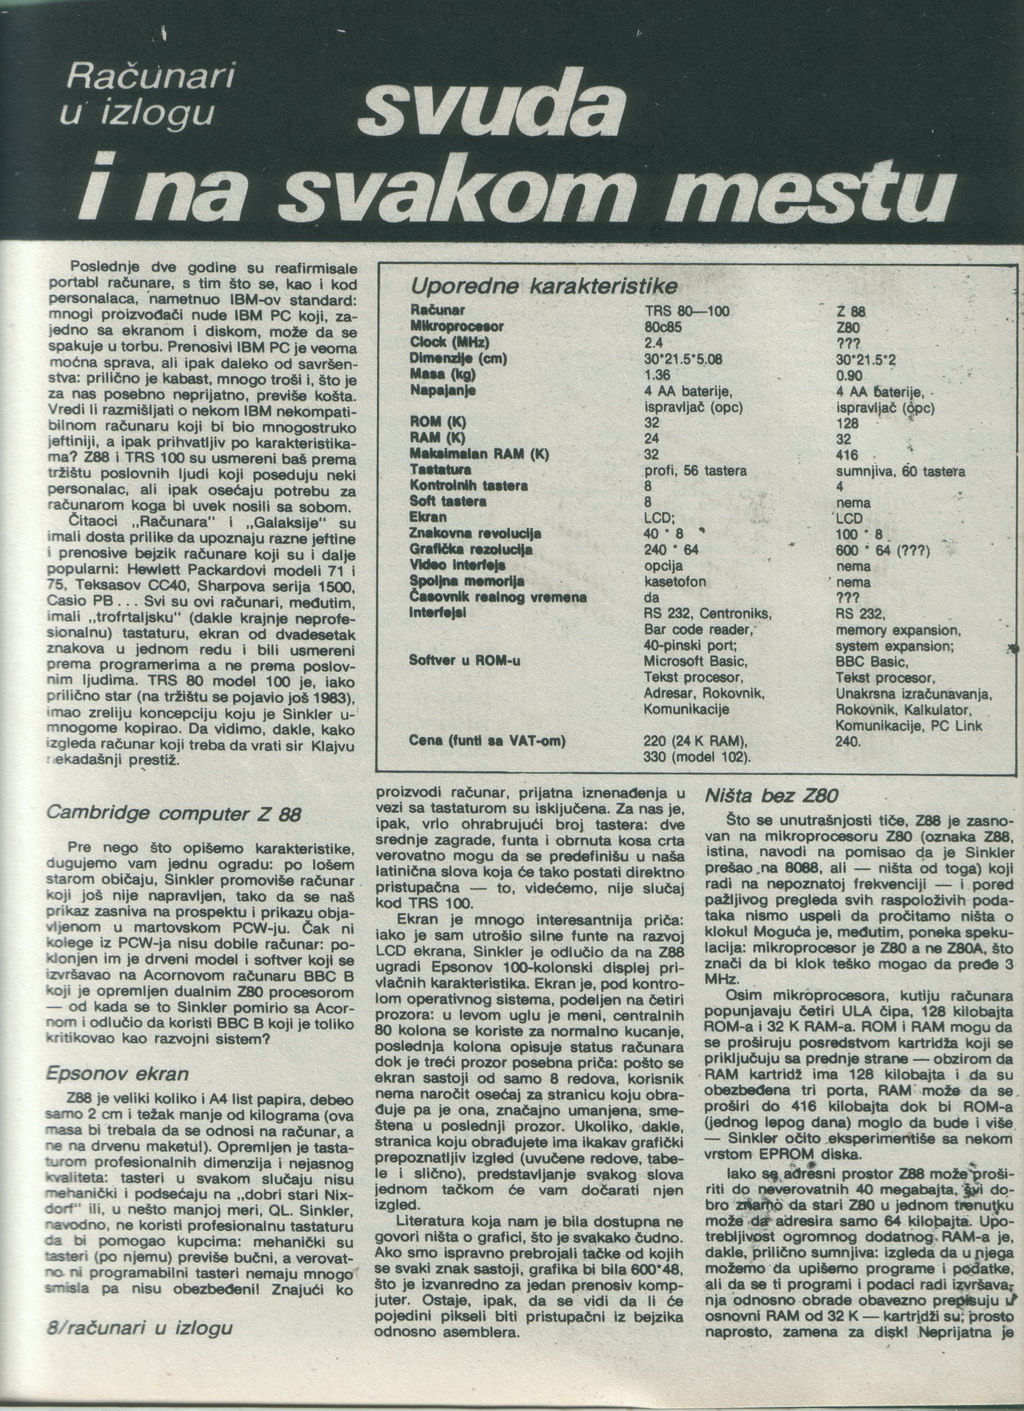 Računari
u izlogu
svuda
i na svakom mestu
Poslednje dve godine su reafirmisale
portabl računare, s tim što se, kao i kod
personalaca, nametnuo IBM-ov standard:
mnogi proizvođači nude IBM PC koji, za-
jedno sa ekranom i diskom, može da se
spakuje u torbu. Prenosivi IBM PC je veoma
moćna sprava, ali ipak daleko od savršen-
stva: prilično je kabast, mnogo troši i, što je
za nas posebno neprijatno, previše košta.
Vredi li razmišljati o nekom IBM nekompati-
bilnom računaru koji bi bio mnogostruko
jeftiniji, a ipak prihvatljiv po karakteristika-
ma? Z88 i TRS 100 su usmereni baš prema
tržištu poslovnih ljudi koji poseduju neki
personalac, ali ipak osećaju potrebu za
računarom koga bi uvek nosili sa sobom.
Čitaoci „Računara" i „Galaksije" su
imali dosta prilike da upoznaju razne jeftine
i prenosive bejzik računare koji su i dalje
popularni: Hewlett Packardovi modeli 71 i
75, Teksasov CC40, Sharpova serija 1500,
Casio PB ... Svi su ovi računari, međutim,
imali „trofrtaljsku" (dakle krajnje neprofe-
sionalnu) tastaturu, ekran od dvadesetak
znakova u jednom redu i bili usmereni
prema programerima a ne prema poslov-
nim ljudima. TRS 80 model 100 je, iako
prilično star (na tržištu se pojavio još 1983),
imao zreliju koncepciju koju je Sinkler u-
mnogome kopirao. Da vidimo, dakle, kako
izgleda računar koji treba da vrati sir Klajvu
nekadašnji prestiž.
Cambridge computer Z 88
Pre nego što opišemo karakteristike,
dugujemo vam jednu ogradu: po lošem
starom običaju, Sinkler promoviše računar
koji još nije napravljen, tako da se naš
prikaz zasniva na prospektu i prikazu obja-
vljenom u martovskom PCW-ju. Čak ni
kolege iz PCW-ja nisu dobile računar: po-
klonjen im je drveni model i softver koji se
izvršavao na Acornovom računaru BBC B
koji je opremljen dualnim Z80 procesorom
— od kada se to Sinkler pomirio sa Acor-
nom i odlučio da koristi BBC B koji je toliko
kritikovao kao razvojni sistem?
Epsonov ekran
Z88 je veliki koliko i A4 list papira, debeo
samo 2 cm i težak manje od kilograma (ova
masa bi trebala da se odnosi na računar, a
ne na drvenu maketu!). Opremljen je tasta-
turom profesionalnih dimenzija i nejasnog
kvaliteta: tasteri u svakom slučaju nisu
mehanički i podsećaju na „dobri stari Nix-
dorf" ili, u nešto manjoj meri, QL. Sinkler,
navodno, ne koristi profesionalnu tastaturu
da bi pomogao kupcima: mehanički su
tasteri (po njemu) previše bučni, a verovat-
no ni programabilni tasteri nemaju mnogo
smisla pa nisu obezbeđeni! Znajući ko
8/računari u izlogu
Uporedne karakteristike
Računar TRS 80—100 Z 88
Mikroprocesor 80c85 Z80
Clock (MHz) 2.4 ???
Dimenzije (cm) 30*21.5*5.08 30*21.5*2
Masa (kg) 1.36 0.90
Napajanje 4 AA baterije, 4 AA baterije,
ispravljač (opc) ispravljač (opc)
ROM (K) 32 128
RAM (K) 24 32
Maksimalan RAM (K) 32 416
Tastatura profi, 56 tastera sumnjiva, 60 tastera
Kontrolnih tastera 8 4
Soft tastera 8 nema
Ekran LCD; LCD
Znakovna revolucija 40 * 8 100 * 8
Grafička rezolucija 240 * 64 600 * 64 (???)
Video interfejs opcija nema
Spoljna memorija kasetofon nema
Časovnik realnog vremena da ???
Interfejsi RS 232, Centroniks, RS 232,
Bar code reader, memory expansion,
40-pinski port; system expansion;
Softver u ROM-u Microsoft Basic, BBC Basic,
Tekst procesor, Tekst procesor,
Adresar, Rokovnik, Unakrsna izračunavanja,
Komunikacije Rokovnik, Kalkulator,
Komunikacije, PC Link
Cena (funti sa VAT-om) 220 (24 K RAM), 240.
330 (model 102).
proizvodi računar, prijatna iznenađenja u
vezi sa tastaturom su isključena. Za nas je,
ipak, vrlo ohrabrujući broj tastera: dve
srednje zagrade, funta i obrnuta kosa crta
verovatno mogu da se predefinišu u naša
latinična slova koja će tako postati direktno
pristupačna — to, videćemo, nije slučaj
kod TRS 100.
Ekran je mnogo interesantnija priča:
iako je sam utrošio silne funte na razvoj
LCD ekrana, Sinkler je odlučio da na Z88
ugradi Epsonov 100-kolonski displej pri-
vlačnih karakteristika. Ekran je, pod kontro-
lom operativnog sistema, podeljen na četiri
prozora: u levom uglu je meni, centralnih
80 kolona se koriste za normalno kucanje,
poslednja kolona opisuje status računara
dok je treći prozor posebna priča: pošto se
ekran sastoji od samo 8 redova, korisnik
nema naročit osećaj za stranicu koju obra-
đuje pa je ona, značajno umanjena, sme-
štena u poslednji prozor. Ukoliko, dakle,
stranica koju obrađujete ima ikakav grafički
prepoznatljiv izgled (uvučene redove, tabe-
le i slično), predstavljanje svakog slova
jednom tačkom će vam dočarati njen
izgled.
Literatura koja nam je bila dostupna ne
govori ništa o grafici, što je svakako čudno.
Ako smo ispravno prebrojali tačke od kojih
se svaki znak sastoji, grafika bi bila 600*48,
što je izvanredno za jedan prenosiv komp-
juter. Ostaje, ipak, da se vidi da li će
pojedini pikseli biti pristupačni iz bejzika
odnosno asemblera.
Ništa bez Z80
Što se unutrašnjosti tiče, Z88 je zasno-
van na mikroprocesoru Z80 (oznaka Z88,
istina, navodi na pomisao da je Sinkler
prešao na 8088, ali — ništa od toga) koji
radi na nepoznatoj frekvenciji — i pored
pažljivog pregleda svih raspoloživih poda-
taka nismo uspeli da pročitamo ništa o
kloku! Moguća je, međutim, poneka speku-
lacija: mikroprocesor je Z80 a ne Z80A, što
znači da bi klok teško mogao da pređe 3
MHz.
Osim mikroprocesora, kutiju računara
popunjavaju četiri ULA čipa, 128 kilobajta
ROM-a i 32 K RAM-a. ROM i RAM mogu da
se proširuju posredstvom kartridža koji se
priključuju sa prednje strane — obzirom da
RAM kartridž ima 128 kilobajta i da su
obezbeđena tri porta, RAM može da se
proširi do 416 kilobajta dok bi ROM-a
(jednog lepog dana) moglo da bude i više
— Sinkler očito eksperimentiše sa nekom
vrstom EPROM diska.
Iako se adresni prostor Z88 može proši-
riti do neverovatnih 40 megabajta, svi do-
bro znamo da stari Z80 u jednom trenutku
može da adresira samo 64 kilobajta. Upo-
trebljivost ogromnog dodatnog RAM-a je,
dakle, prilično sumnjiva: izgleda da u njega
možemo da upišemo programe i podatke,
ali da se ti programi i podaci radi izvršava-
nja odnosno obrade obavezno prepisuju u
osnovni RAM od 32 K — kartridži su, prosto
naprosto, zamena za disk! Neprijatna je